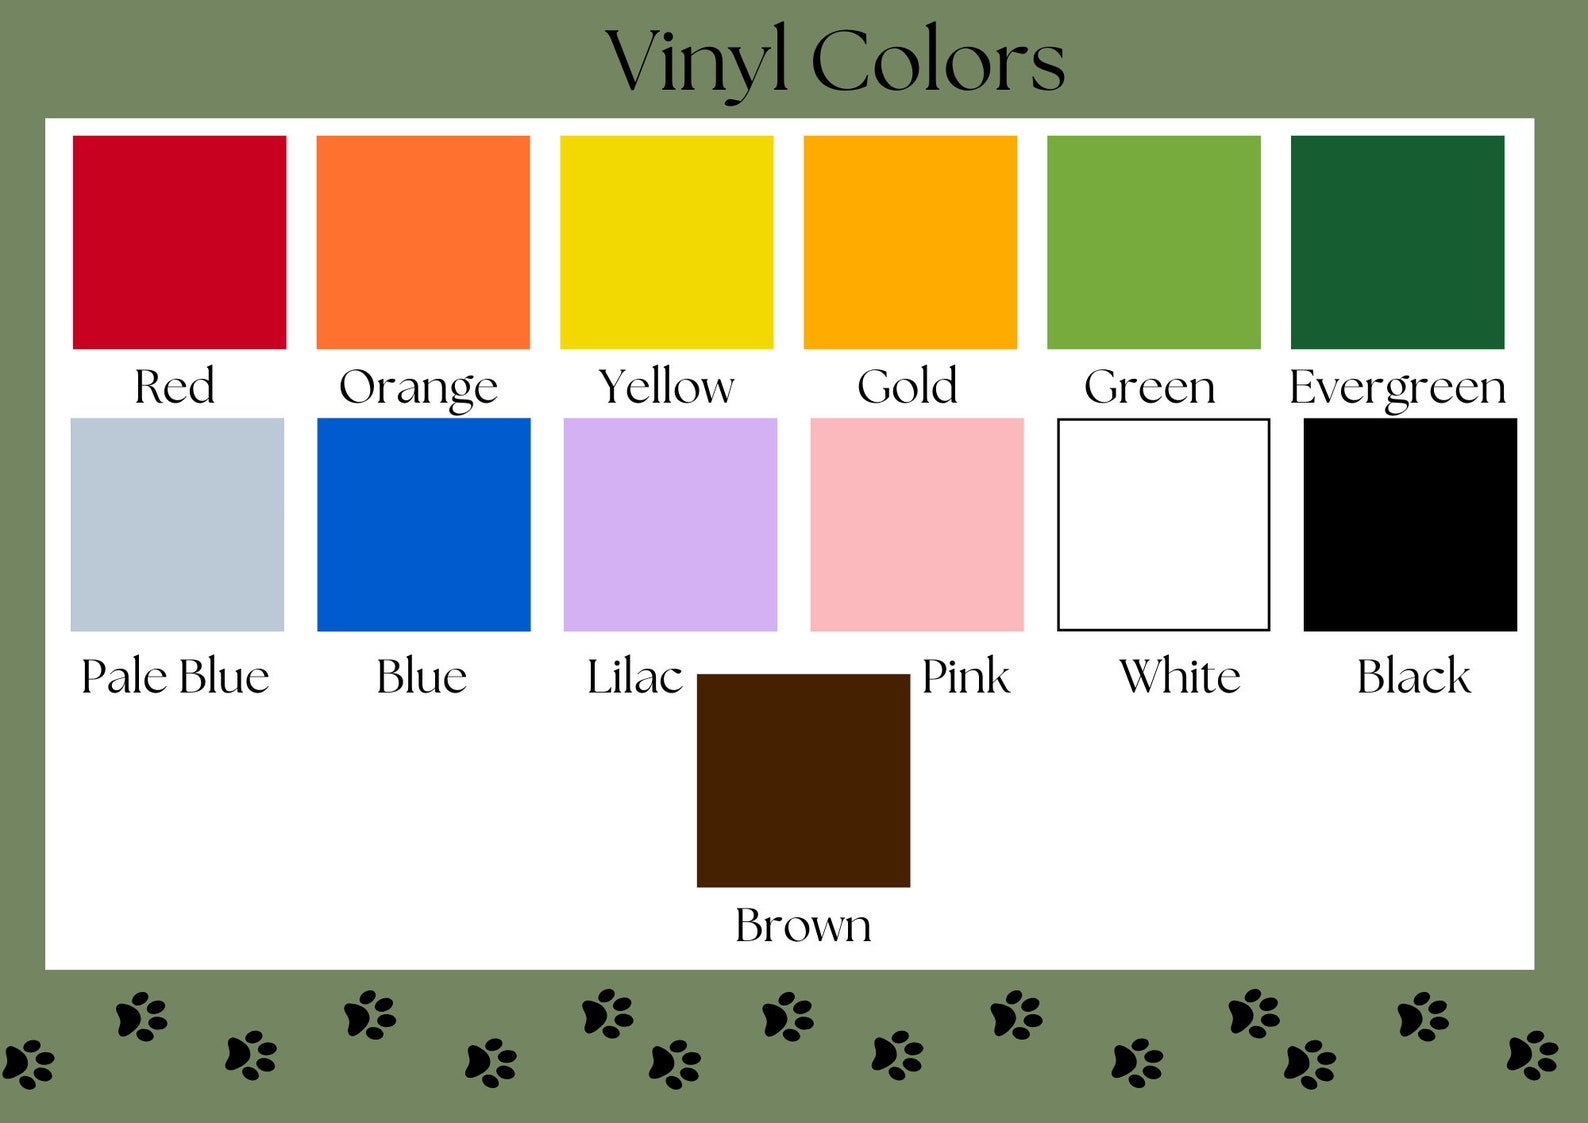 Vinyl Colors
Red Orange Yellow Gold Green Evergreen
Pale Blue Blue Lilac Pink White Black
Brown